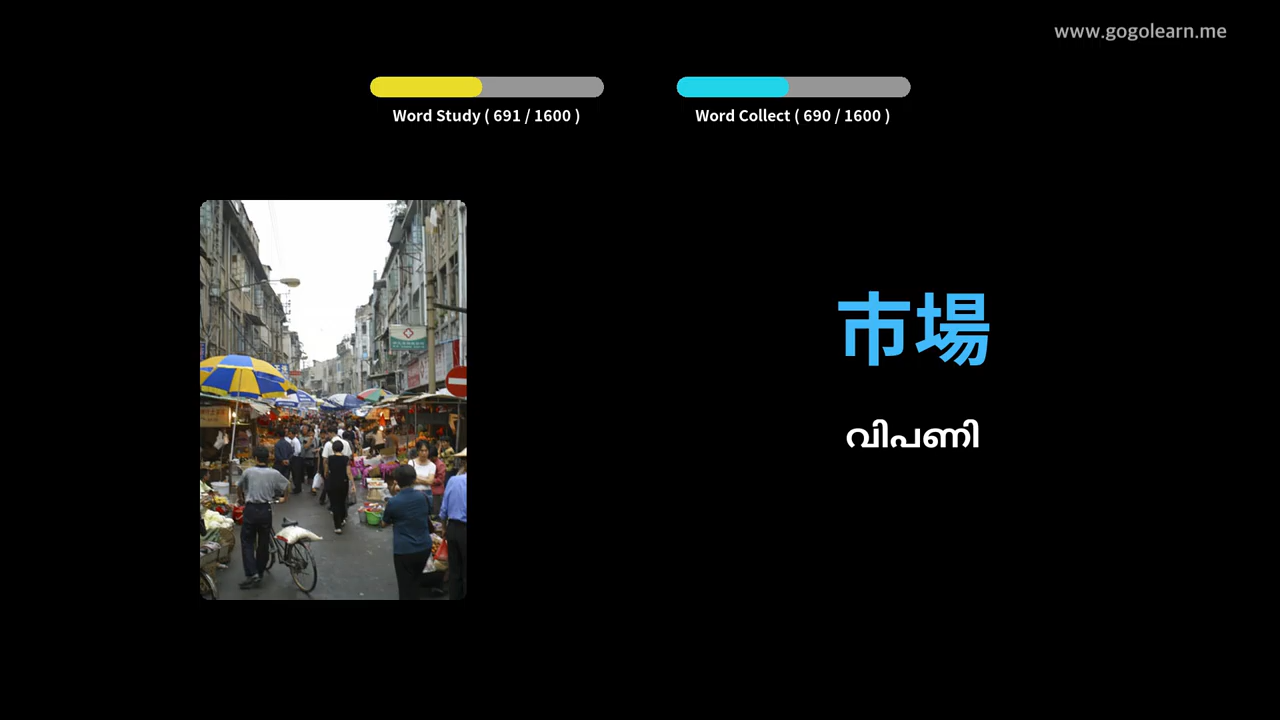 www.gogolearn.me
Word Study ( 691 / 1600 )
Word Collect ( 690 / 1600 )
市場
വിപണി